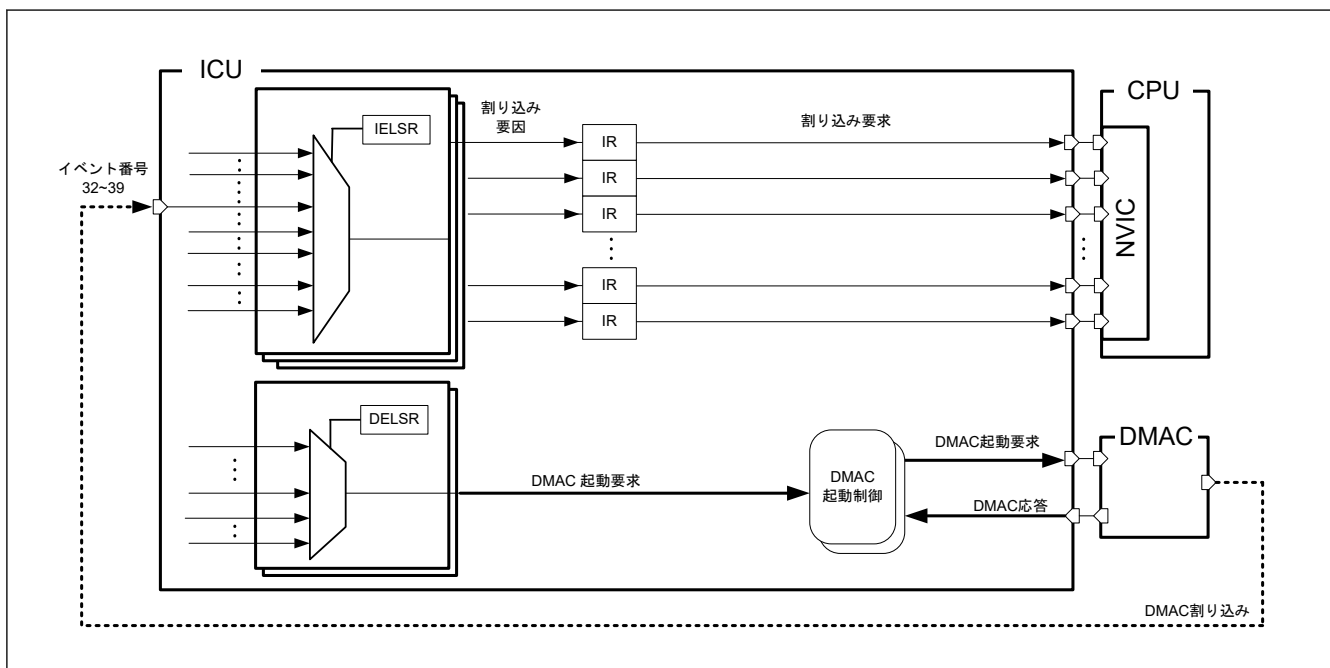 ICU
CPU
IELSR
割り込み
要因
IR
割り込み要求
IR
IR
IR
IR
NVIC
イベント番号
32~39
DELSR
DMAC 起動要求
DMAC
起動制御
DMAC起動要求
DMAC応答
DMAC
DMAC割り込み